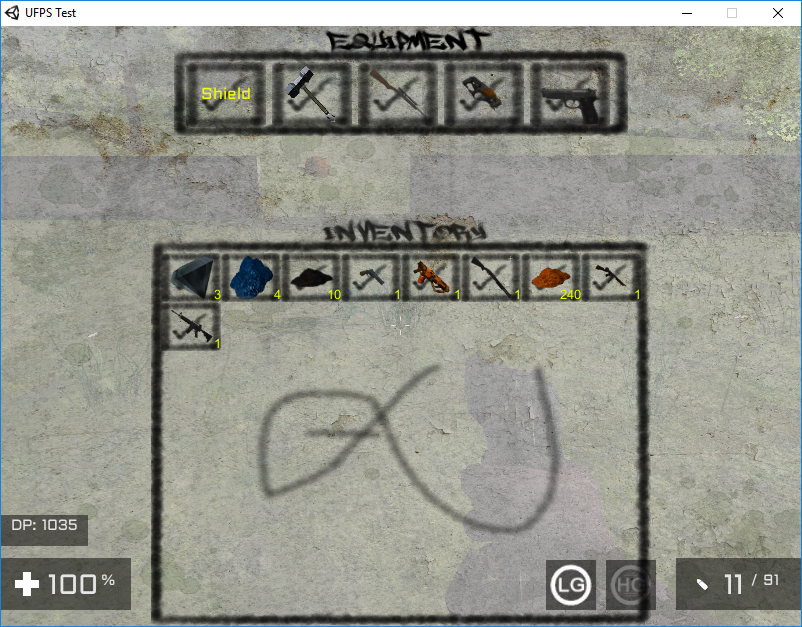 UFPS Test
EQUIPMENT
Shield
INVENTORY
3 4 10 1 1 1 240 1
1
DP: 1035
100 %
LG HC
11 / 91